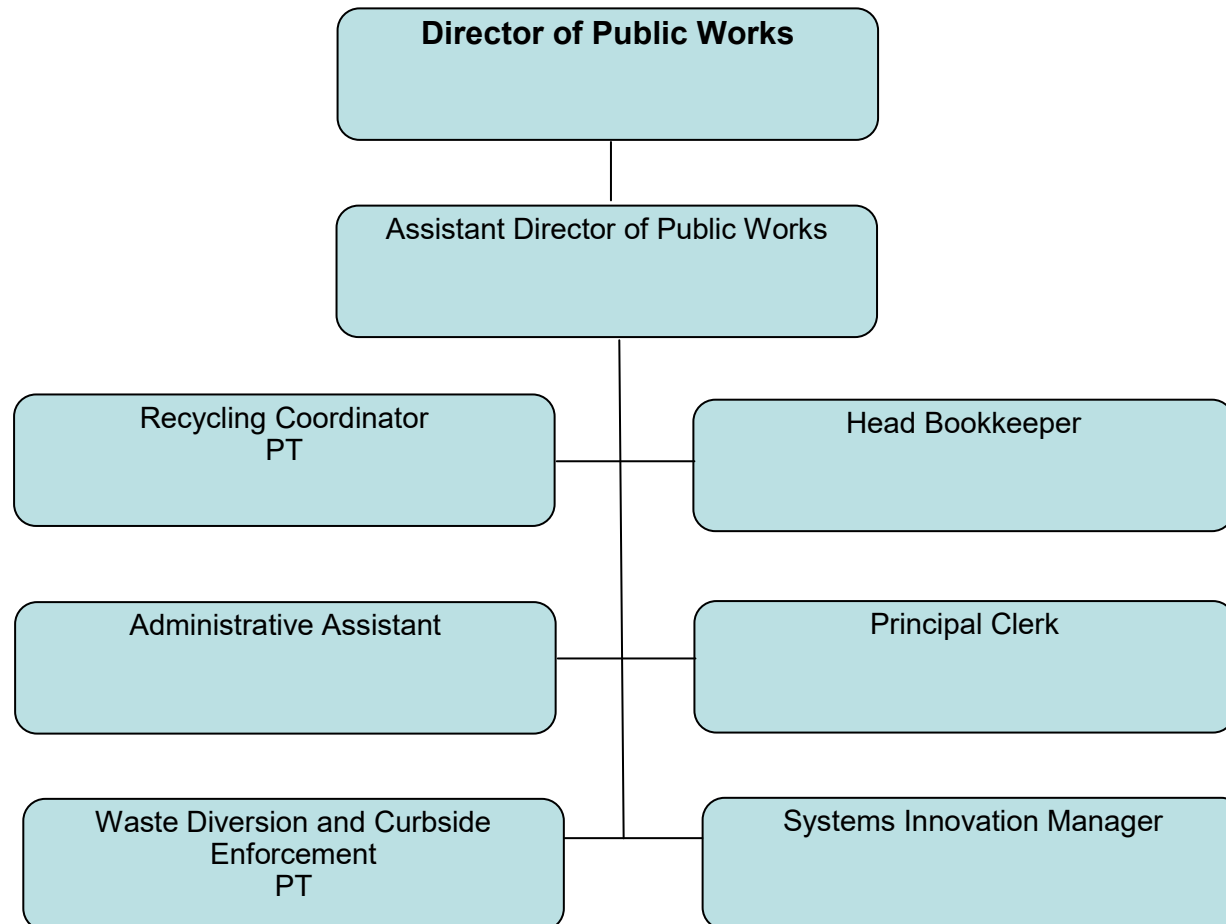 Director of Public Works
Assistant Director of Public Works
Recycling Coordinator
PT
Head Bookkeeper
Administrative Assistant
Principal Clerk
Waste Diversion and Curbside
Enforcement
PT
Systems Innovation Manager